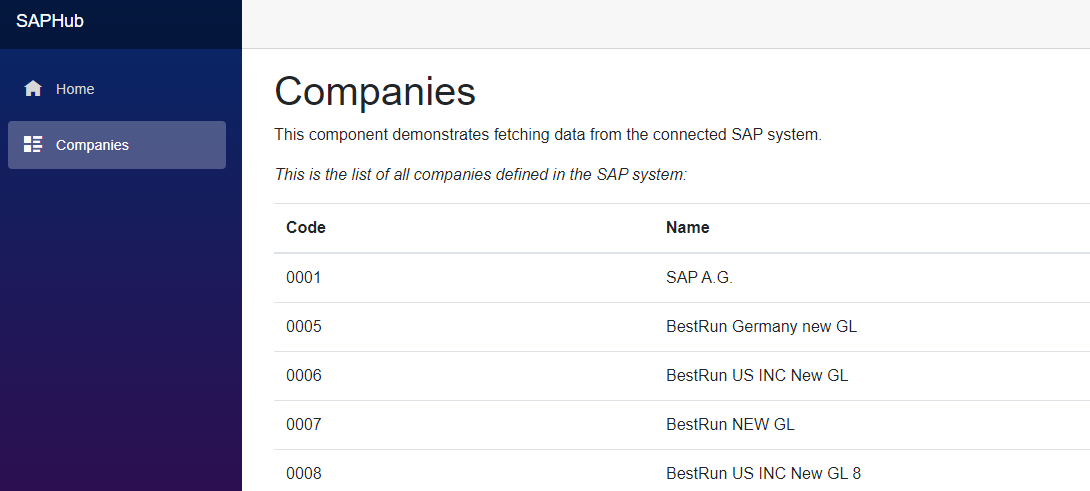 SAPHub
Home
Companies
Companies
This component demonstrates fetching data from the connected SAP system.
This is the list of all companies defined in the SAP system:
Code Name
0001 SAP A.G.
0005 BestRun Germany new GL
0006 BestRun US INC New GL
0007 BestRun NEW GL
0008 BestRun US INC New GL 8